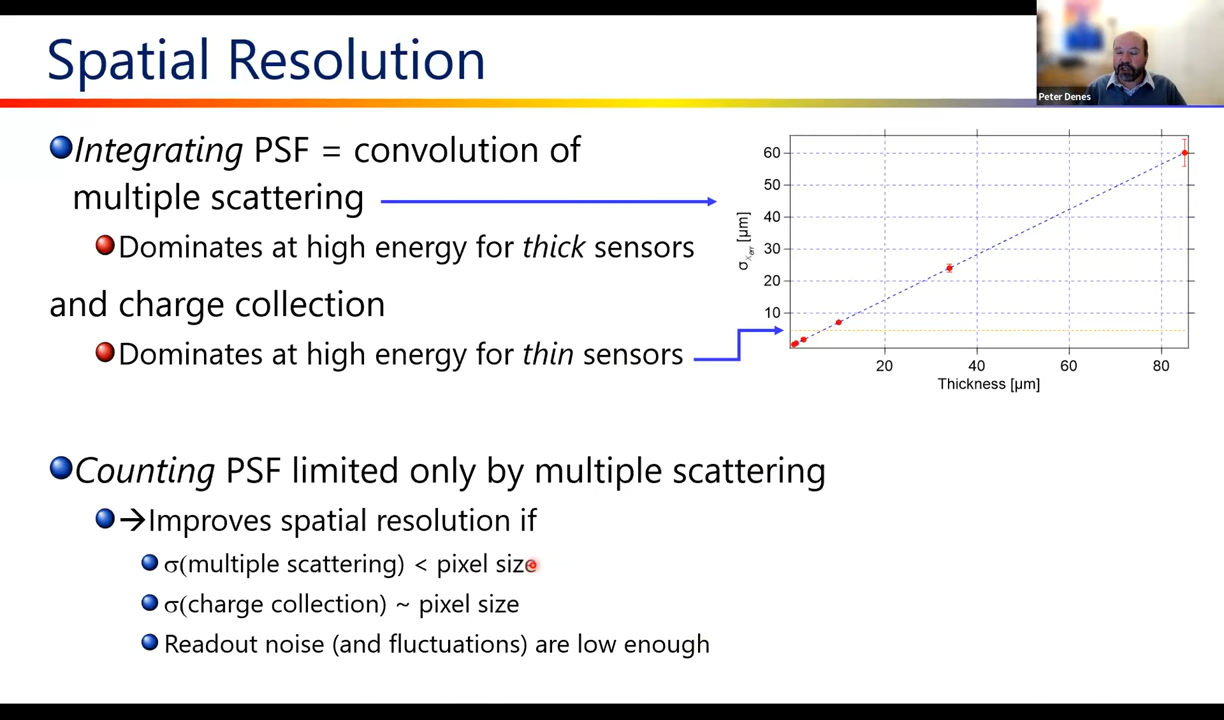 Spatial Resolution
Peter Denes
Integrating PSF = convolution of
multiple scattering
Dominates at high energy for thick sensors
and charge collection
Dominates at high energy for thin sensors
60
50
40
30
20
10
σxerr [μm]
20 40 60 80
Thickness [μm]
Counting PSF limited only by multiple scattering
→Improves spatial resolution if
σ(multiple scattering) < pixel size
σ(charge collection) ~ pixel size
Readout noise (and fluctuations) are low enough